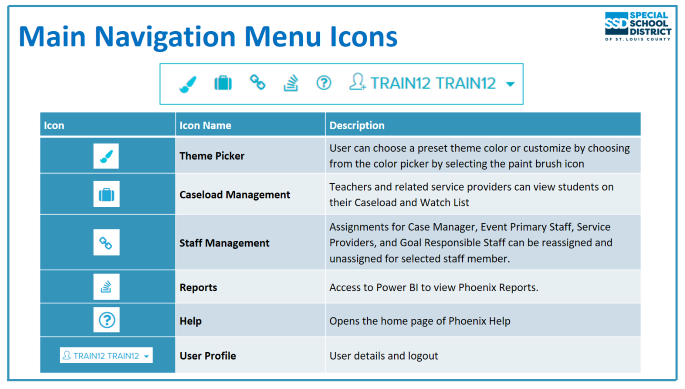 Main Navigation Menu Icons
SSD
SPECIAL
SCHOOL
DISTRICT
OF ST. LOUIS COUNTY
TRAIN12 TRAIN12
Icon Icon Name Description
Theme Picker
User can choose a preset theme color or customize by choosing
from the color picker by selecting the paint brush icon
Caseload Management
Teachers and related service providers can view students on
their Caseload and Watch List
Staff Management
Assignments for Case Manager, Event Primary Staff, Service
Providers, and Goal Responsible Staff can be reassigned and
unassigned for selected staff member.
Reports
Access to Power BI to view Phoenix Reports.
Help
Opens the home page of Phoenix Help
TRAIN12 TRAIN12
User Profile
User details and logout